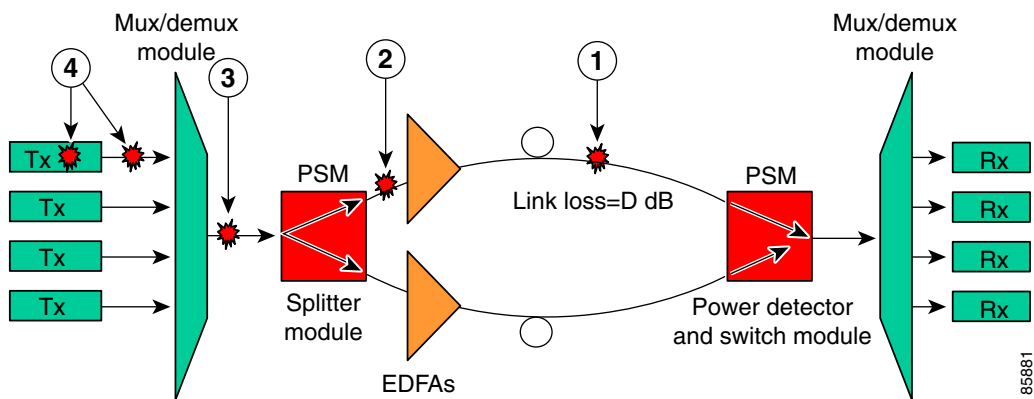 Mux/demux
module
Mux/demux
module
4
3
2
1
Tx
Tx
Tx
Tx
PSM
PSM
Link loss=D dB
Splitter
module
Power detector
and switch module
EDFAs
Rx
Rx
Rx
Rx
85881